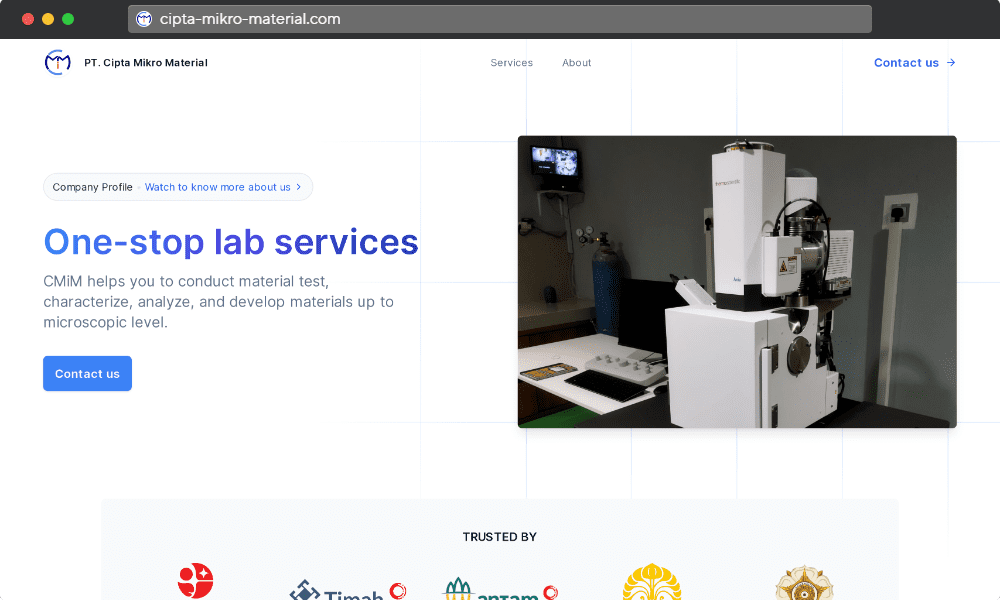 cipta-mikro-material.com
PT. Cipta Mikro Material
Services
About
Contact us →
Company Profile · Watch to know more about us >
One-stop lab services
CMiM helps you to conduct material test,
characterize, analyze, and develop materials up to
microscopic level.
Contact us
TRUSTED BY
Timah
antam